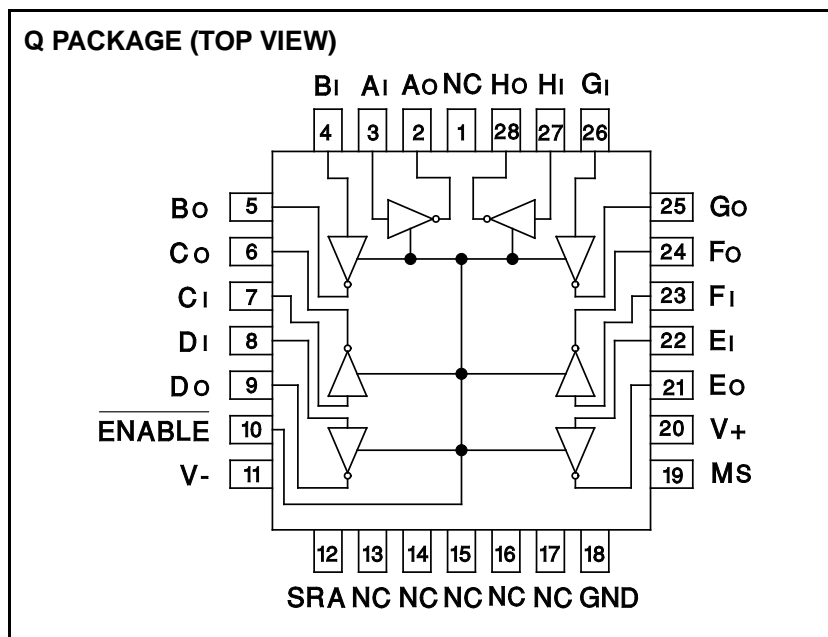 Q PACKAGE (TOP VIEW)
BI AI AO NC HO HI GI
4 3 2 1 28 27 26
BO 5 25 GO
CO 6 24 FO
CI 7 23 FI
DI 8 22 EI
DO 9 21 EO
ENABLE 10 20 V+
V- 11 19 MS
12 13 14 15 16 17 18
SRA NC NC NC NC NC GND